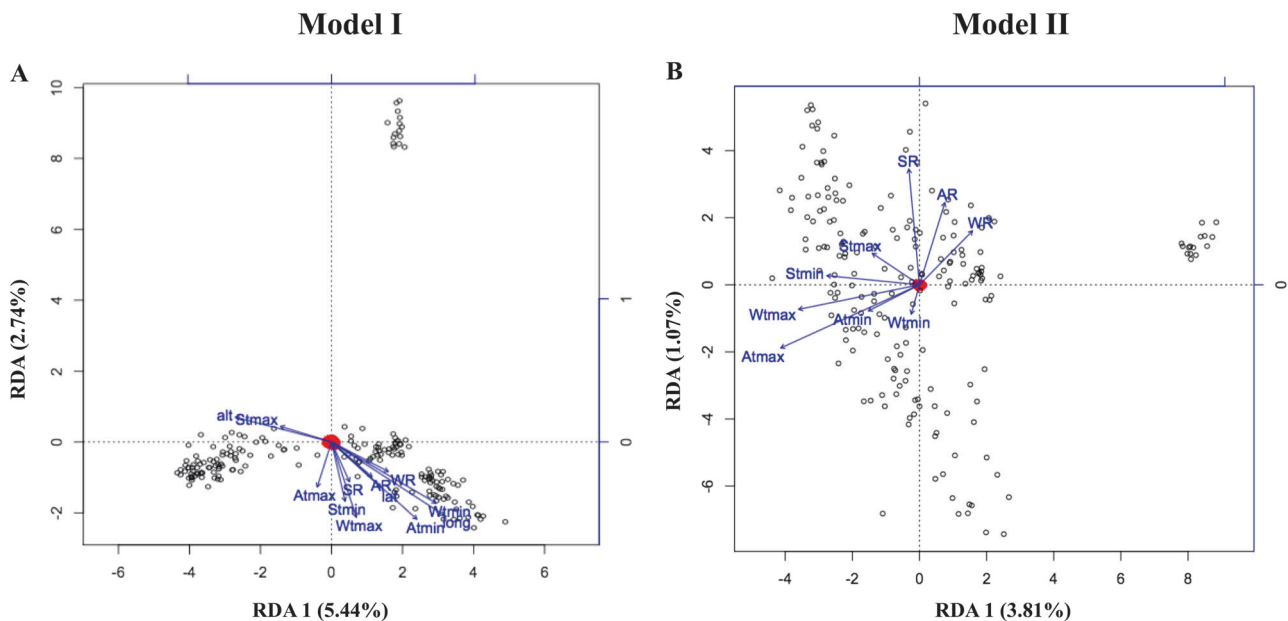 Model I
Model II
A
B
10
8
6
4
2
0
-2
RDA (2.74%)
1
0
alt
Stmax
Atmax
SR
AR
WR
lat
Stmin
Wtmax
Wtmin
Atmin
long
-6
-4
-2
0
2
4
6
RDA 1 (5.44%)
4
2
0
-2
-4
-6
RDA (1.07%)
0
SR
AR
WR
Stmax
Stmin
Wtmax
Atmin
Wtmin
Atmax
-4
-2
0
2
4
6
8
RDA 1 (3.81%)